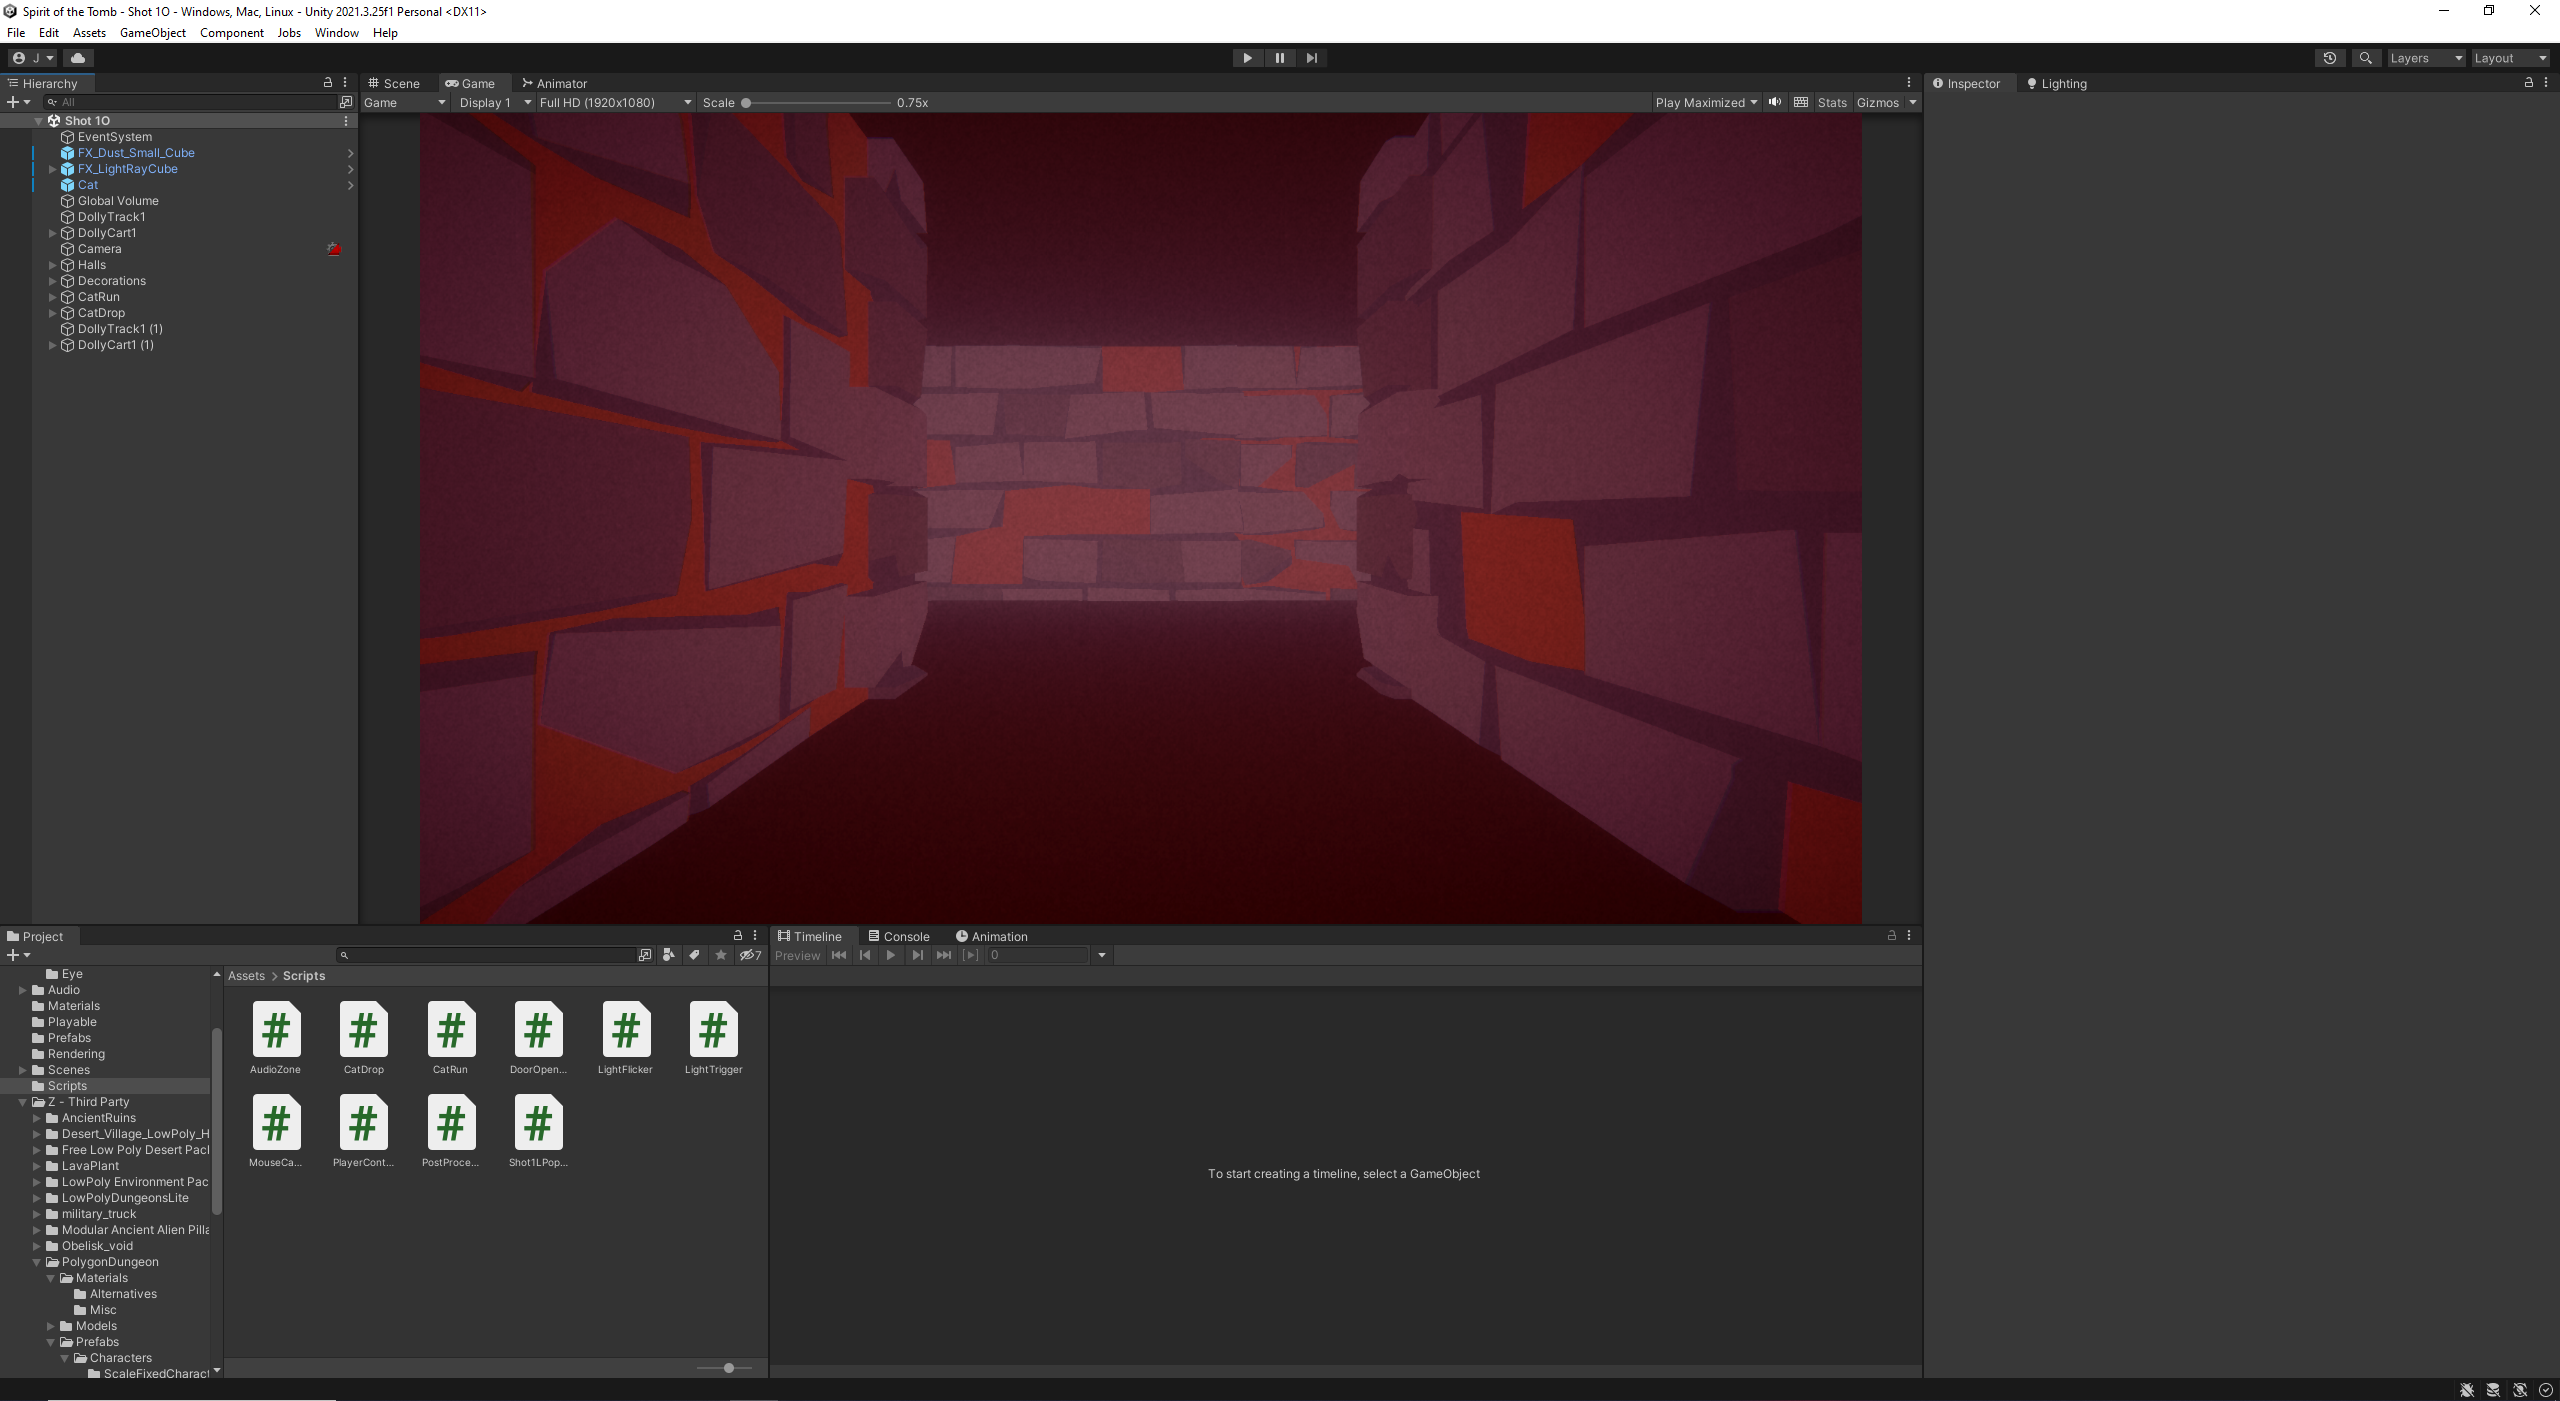 Spirit of the Tomb - Shot 1O - Windows, Mac, Linux - Unity 2021.3.25f1 Personal <DX11>
File Edit Assets GameObject Component Jobs Window Help
J
Layers Layout
Hierarchy
All
Shot 1O
EventSystem
FX_Dust_Small_Cube
FX_LightRayCube
Cat
Global Volume
DollyTrack1
DollyCart1
Camera
Halls
Decorations
CatRun
CatDrop
DollyTrack1 (1)
DollyCart1 (1)
Scene Game Animator
Game Display 1 Full HD (1920x1080) Scale 0.75x Play Maximized Stats Gizmos
Inspector Lighting
Project
7
Eye
Audio
Materials
Playable
Prefabs
Rendering
Scenes
Scripts
Z - Third Party
AncientRuins
Desert_Village_LowPoly_H
Free Low Poly Desert Pacl
LavaPlant
LowPoly Environment Pac
LowPolyDungeonsLite
military_truck
Modular Ancient Alien Pilla
Obelisk_void
PolygonDungeon
Materials
Alternatives
Misc
Models
Prefabs
Characters
ScaleFixedCharact
Assets > Scripts
AudioZone CatDrop CatRun DoorOpen... LightFlicker LightTrigger
MouseCa... PlayerCont... PostProce... Shot1LPop...
Timeline Console Animation
Preview 0
To start creating a timeline, select a GameObject